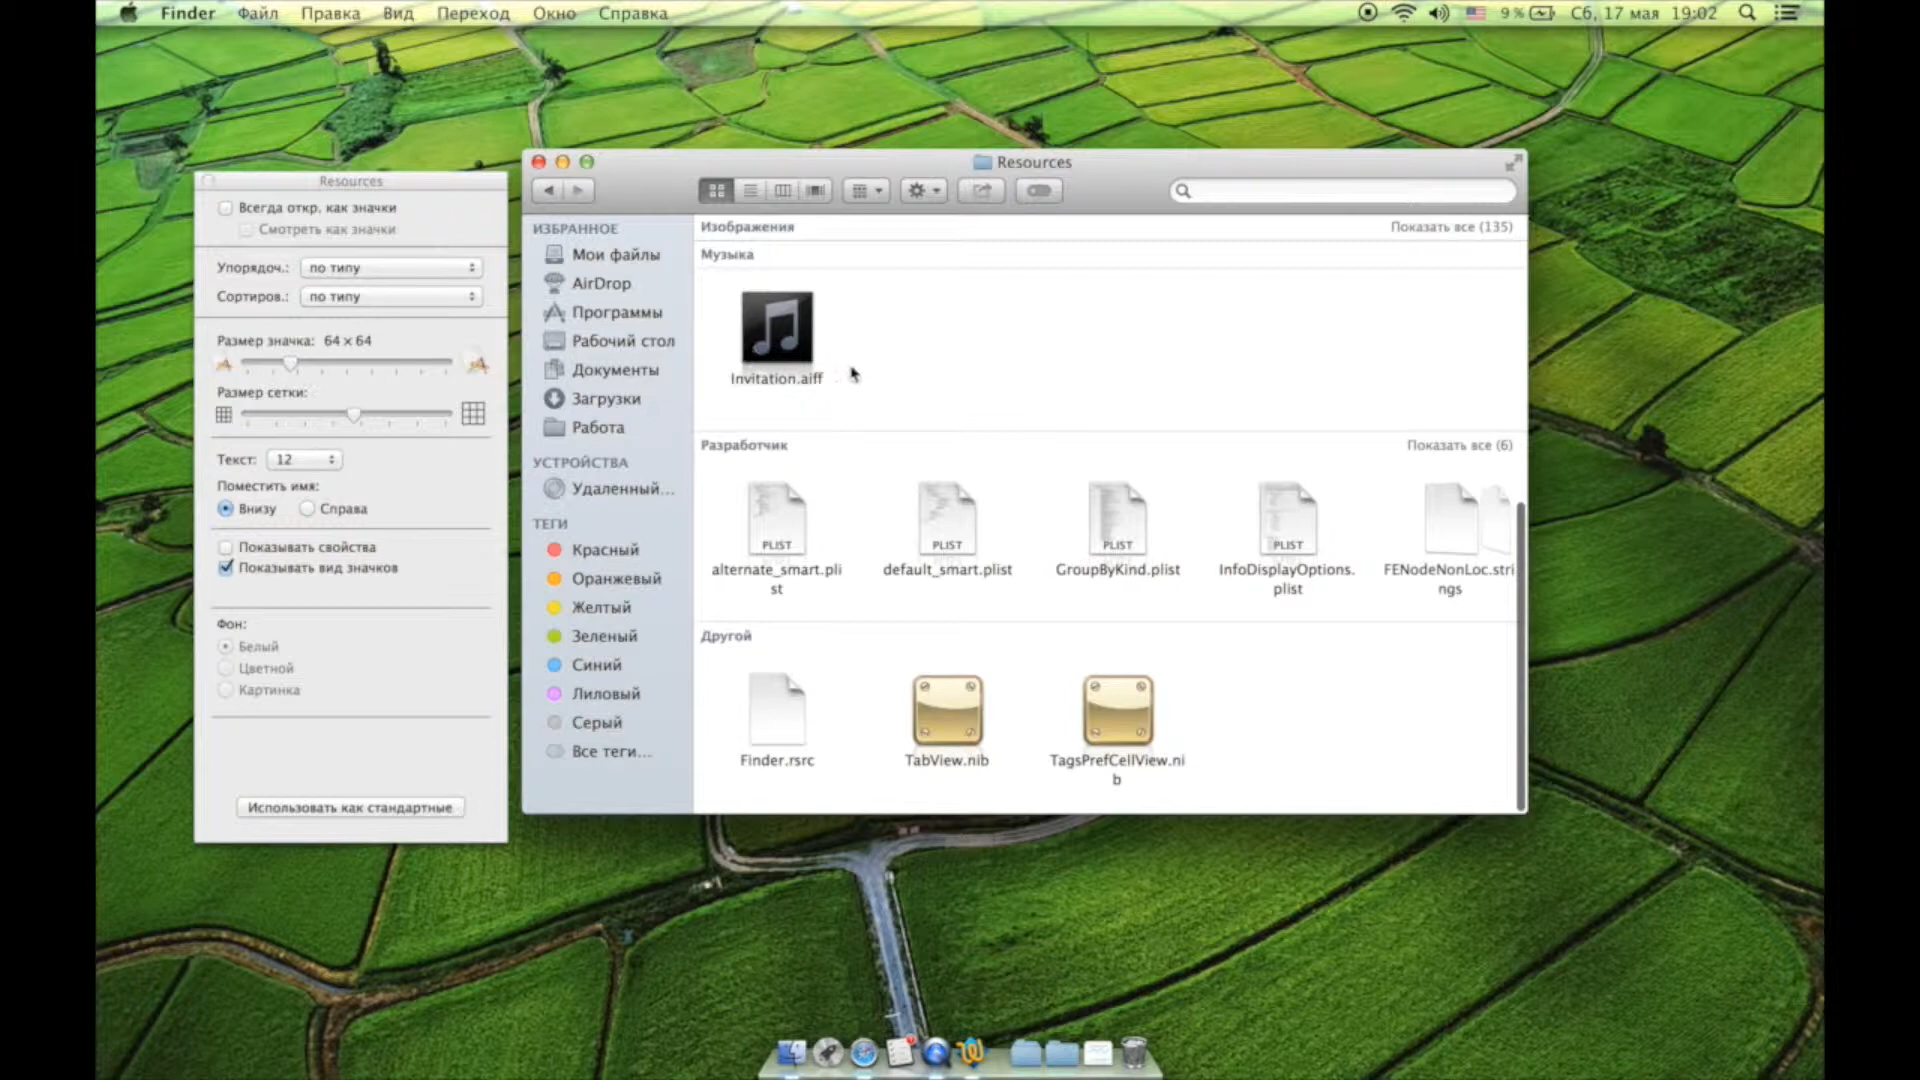 Finder Файл Правка Вид Переход Окно Справка 9 % Сб, 17 мая 19:02
Resources
Всегда откр. как значки
Смотреть как значки
Упорядоч.: по типу
Сортиров.: по типу
Размер значка: 64 × 64
Размер сетки:
Текст: 12
Поместить имя:
Внизу Справа
Показывать свойства
Показывать вид значков
Фон:
Белый
Цветной
Картинка
Использовать как стандартные
Resources
ИЗБРАННОЕ
Мои файлы
AirDrop
Программы
Рабочий стол
Документы
Загрузки
Работа
УСТРОЙСТВА
Удаленный...
ТЕГИ
Красный
Оранжевый
Желтый
Зеленый
Синий
Лиловый
Серый
Все теги...
Изображения Показать все (135)
Музыка
Invitation.aiff
Разработчик Показать все (6)
PLIST PLIST PLIST PLIST
alternate_smart.pli default_smart.plist GroupByKind.plist InfoDisplayOptions. FENodeNonLoc.stri
st plist ngs
Другой
Finder.rsrc TabView.nib TagsPrefCellView.ni
b